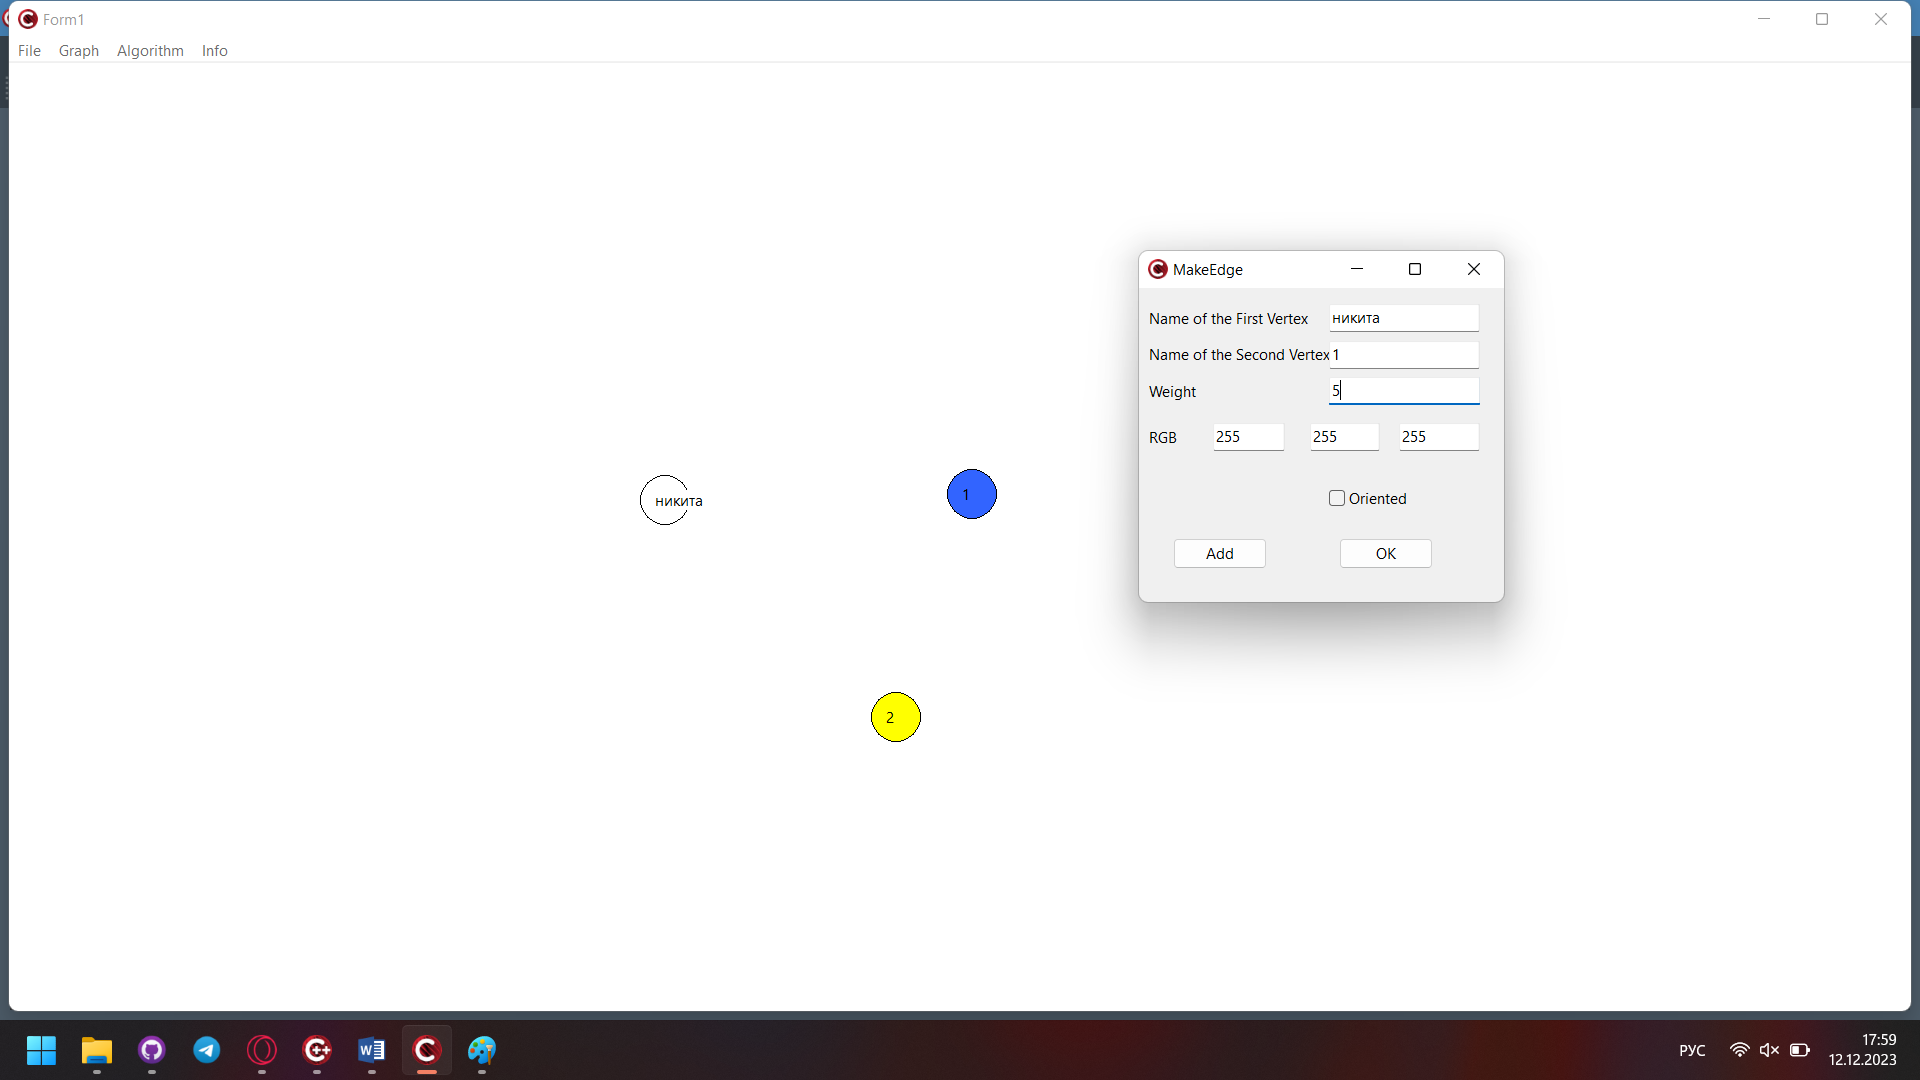 Form1
File Graph Algorithm Info
MakeEdge
Name of the First Vertex никита
Name of the Second Vertex 1
Weight 5
RGB 255 255 255
Oriented
Add OK
никита
1
2
РУС
17:59
12.12.2023